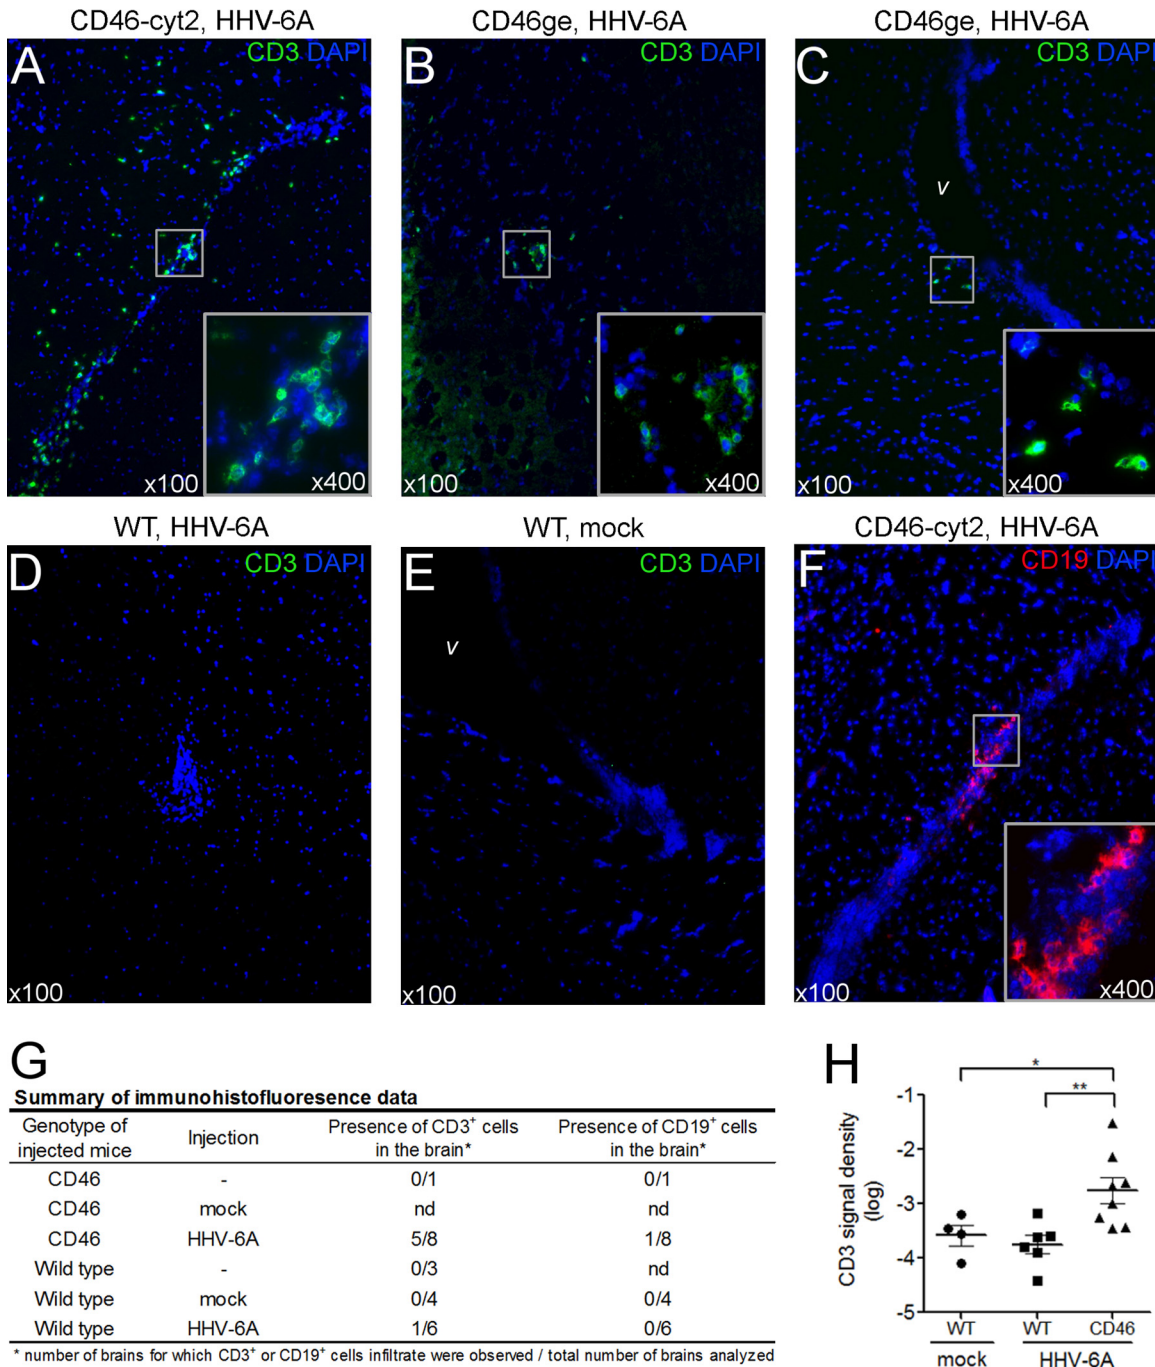 CD46-cyt2, HHV-6A
CD46ge, HHV-6A
CD46ge, HHV-6A
A
CD3 DAPI
x100
x400
B
CD3 DAPI
x100
x400
C
CD3 DAPI
v
x100
x400
WT, HHV-6A
WT, mock
CD46-cyt2, HHV-6A
D
CD3 DAPI
x100
E
CD3 DAPI
v
x100
F
CD19 DAPI
x100
x400
G
Summary of immunohistofluoresence data
Genotype of injected mice Injection Presence of CD3+ cells in the brain* Presence of CD19+ cells in the brain*
CD46 - 0/1 0/1
CD46 mock nd nd
CD46 HHV-6A 5/8 1/8
Wild type - 0/3 nd
Wild type mock 0/4 0/4
Wild type HHV-6A 1/6 0/6
* number of brains for which CD3+ or CD19+ cells infiltrate were observed / total number of brains analyzed
H
*
**
CD3 signal density
(log)
-1
-2
-3
-4
-5
WT WT CD46
mock HHV-6A